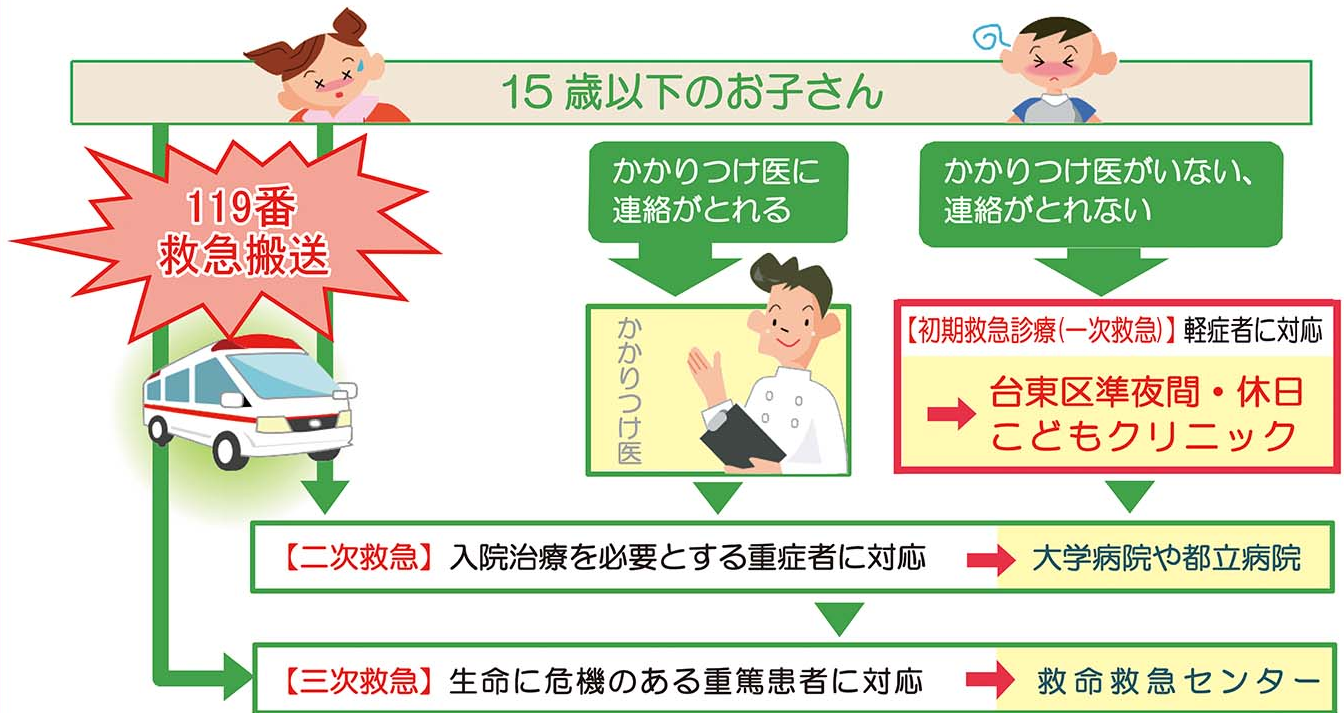 15歳以下のお子さん
119番
救急搬送
かかりつけ医に
連絡がとれる
かかりつけ医がいない、
連絡がとれない
かかりつけ医
【初期救急診療(一次救急)】軽症者に対応
台東区準夜間・休日
こどもクリニック
【二次救急】入院治療を必要とする重症者に対応
大学病院や都立病院
【三次救急】生命に危機のある重篤患者に対応
救命救急センター